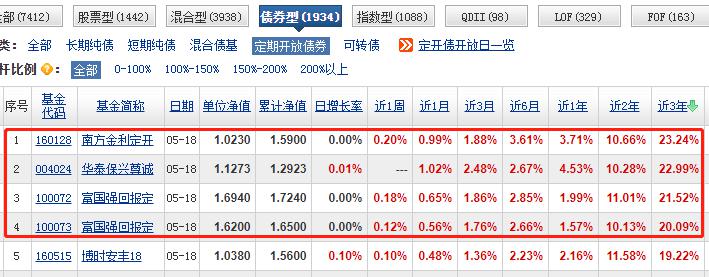 全部(7412) 股票型(1442) 混合型(3938) 债券型(1934) 指数型(1088) QDII(98) LOF(329) FOF(163)
类: 全部 长期纯债 短期纯债 混合债基 定期开放债券 可转债 定开债开放日一览
杆比例 ? : 全部 0-100% 100%-150% 150%-200% 200%以上
序号 基金代码 基金简称 日期 单位净值 累计净值 日增长率 近1周 近1月 近3月 近6月 近1年 近2年 近3年
1 160128 南方金利定开 05-18 1.0230 1.5900 0.00% 0.20% 0.99% 1.88% 3.61% 3.71% 10.66% 23.24%
2 004024 华泰保兴尊诚 05-18 1.1273 1.2923 0.01% --- 1.02% 2.48% 2.67% 4.53% 10.28% 22.99%
3 100072 富国强回报定 05-18 1.6940 1.7240 0.00% 0.18% 0.65% 1.86% 2.85% 1.99% 11.01% 21.52%
4 100073 富国强回报定 05-18 1.6200 1.6500 0.00% 0.12% 0.56% 1.76% 2.66% 1.57% 10.13% 20.09%
5 160515 博时安丰18 05-18 1.0380 1.5600 0.10% 0.10% 0.48% 1.36% 2.23% 2.16% 11.58% 19.22%